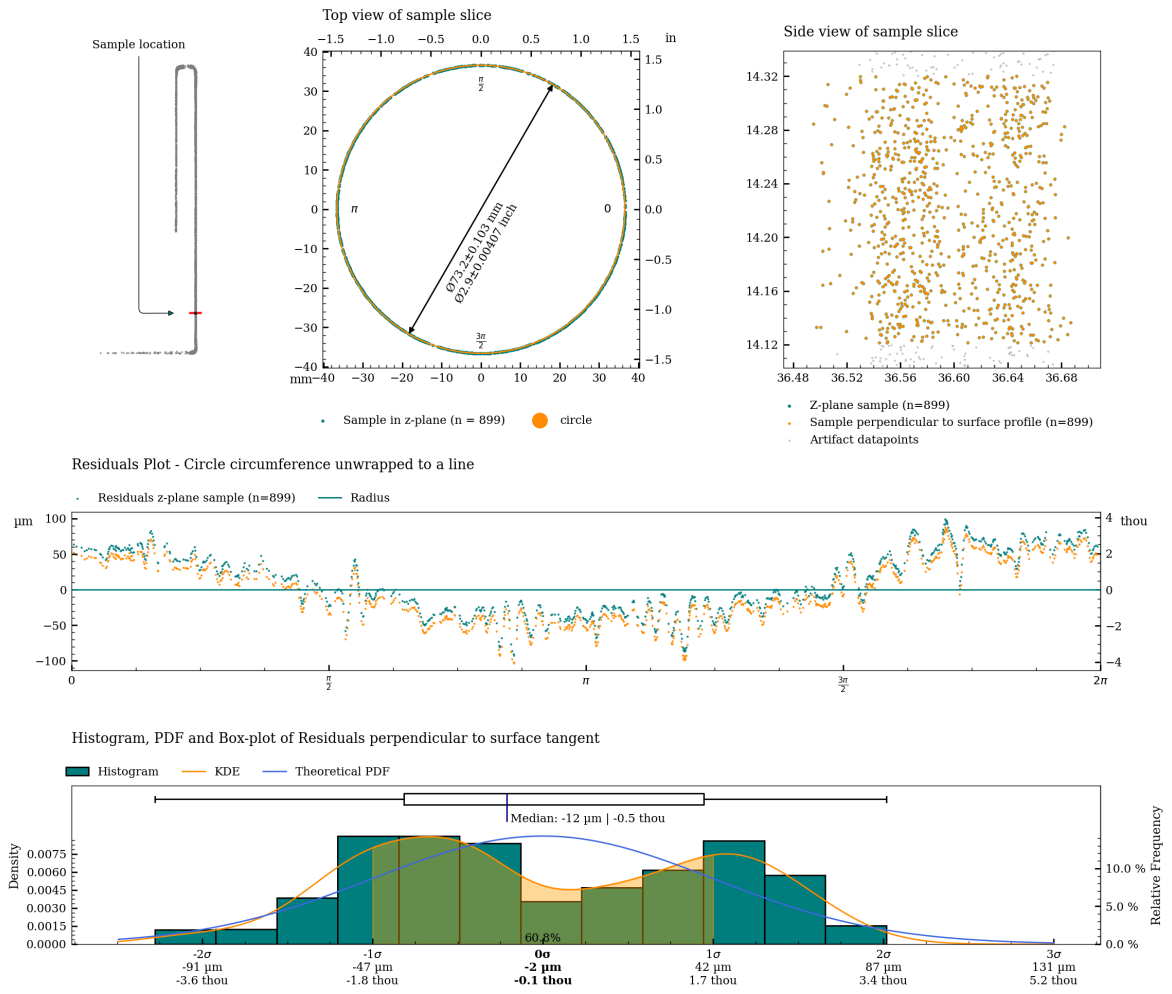 Sample location
Top view of sample slice
−1.5 −1.0 −0.5 0.0 0.5 1.0 1.5 in
40
30
20
10
0
−10
−20
−30
−40
1.5
1.0
0.5
0.0
−0.5
−1.0
−1.5
π/2
π
0
3π/2
Ø73.2±0.103 mm
Ø2.9±0.00407 inch
mm −40 −30 −20 −10 0 10 20 30 40
Sample in z-plane (n = 899) circle
Side view of sample slice
14.32
14.28
14.24
14.20
14.16
14.12
36.48 36.52 36.56 36.60 36.64 36.68
Z-plane sample (n=899)
Sample perpendicular to surface profile (n=899)
Artifact datapoints
Residuals Plot - Circle circumference unwrapped to a line
Residuals z-plane sample (n=899) Radius
µm
100
50
0
−50
−100
4 thou
2
0
−2
−4
0 π/2 π 3π/2 2π
Histogram, PDF and Box-plot of Residuals perpendicular to surface tangent
Histogram KDE Theoretical PDF
Median: -12 µm | -0.5 thou
Density
0.0075
0.0060
0.0045
0.0030
0.0015
0.0000
60.8%
10.0 %
5.0 %
0.0 %
Relative Frequency
-2σ -1σ 0σ 1σ 2σ 3σ
-91 µm -47 µm -2 µm 42 µm 87 µm 131 µm
-3.6 thou -1.8 thou -0.1 thou 1.7 thou 3.4 thou 5.2 thou